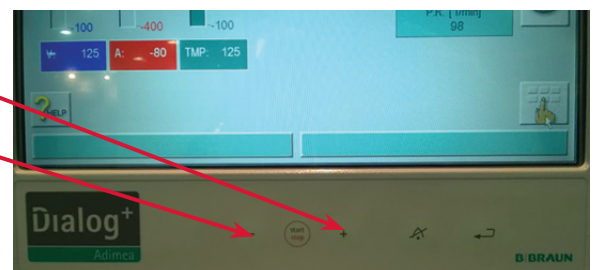 P.R. [1/min]
98
-100
-400
-100
V: 125 A: -80 TMP: 125
?HELP
Dialog+
Adimea
- start
stop +
B|BRAUN